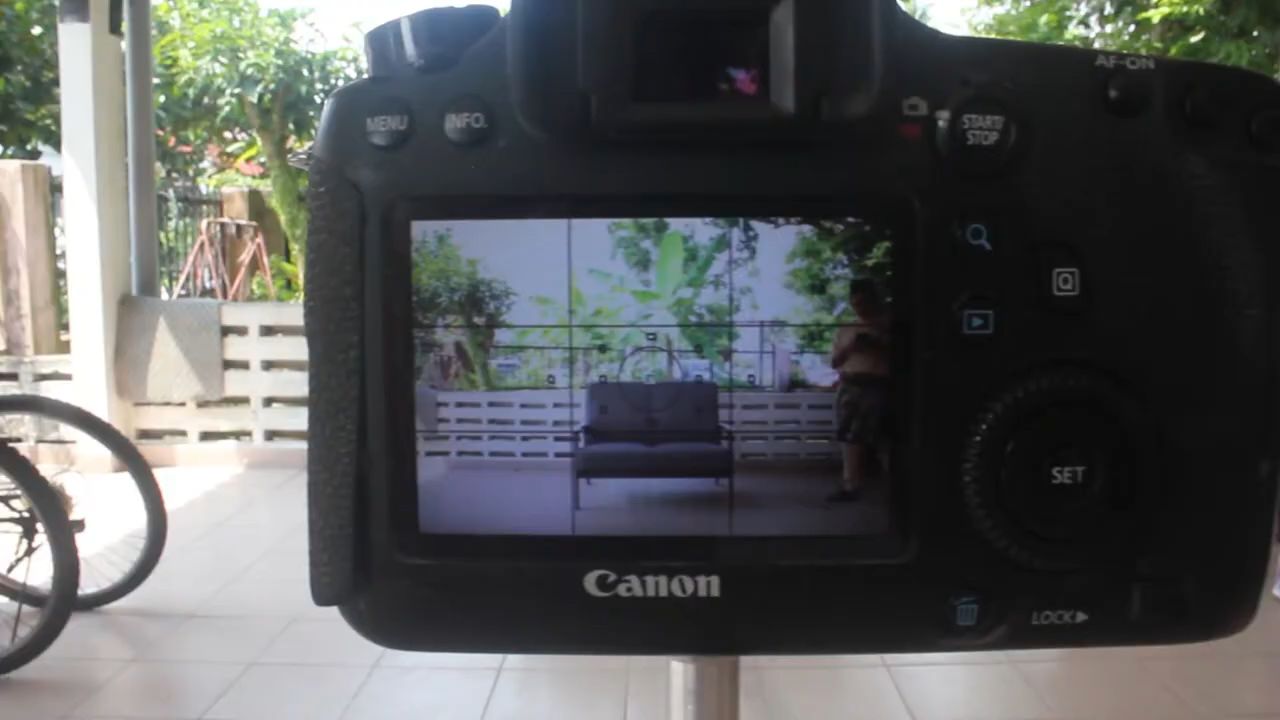 AF-ON
MENU
INFO.
START/
STOP
Q
SET
Canon
LOCK▶